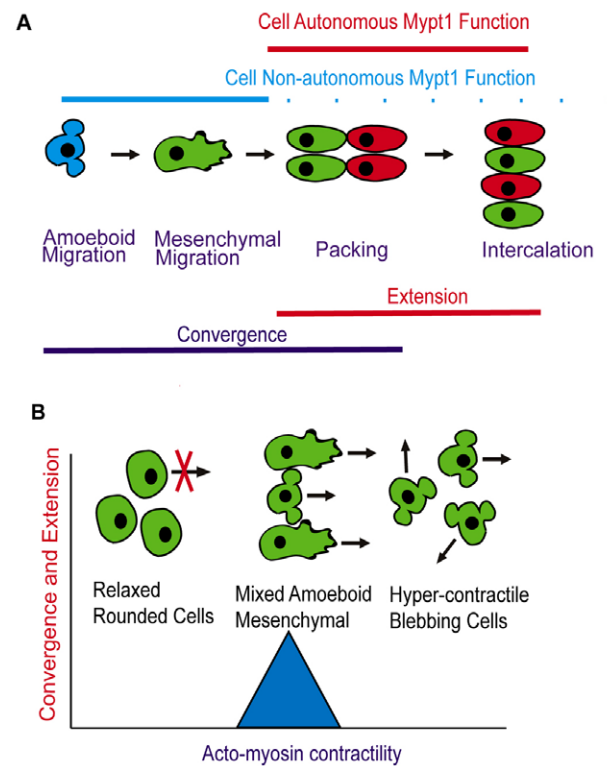 A
Cell Autonomous Mypt1 Function
Cell Non-autonomous Mypt1 Function
Amoeboid
Migration
Mesenchymal
Migration
Packing
Intercalation
Extension
Convergence
B
Convergence and Extension
Relaxed
Rounded Cells
Mixed Amoeboid
Mesenchymal
Hyper-contractile
Blebbing Cells
Acto-myosin contractility